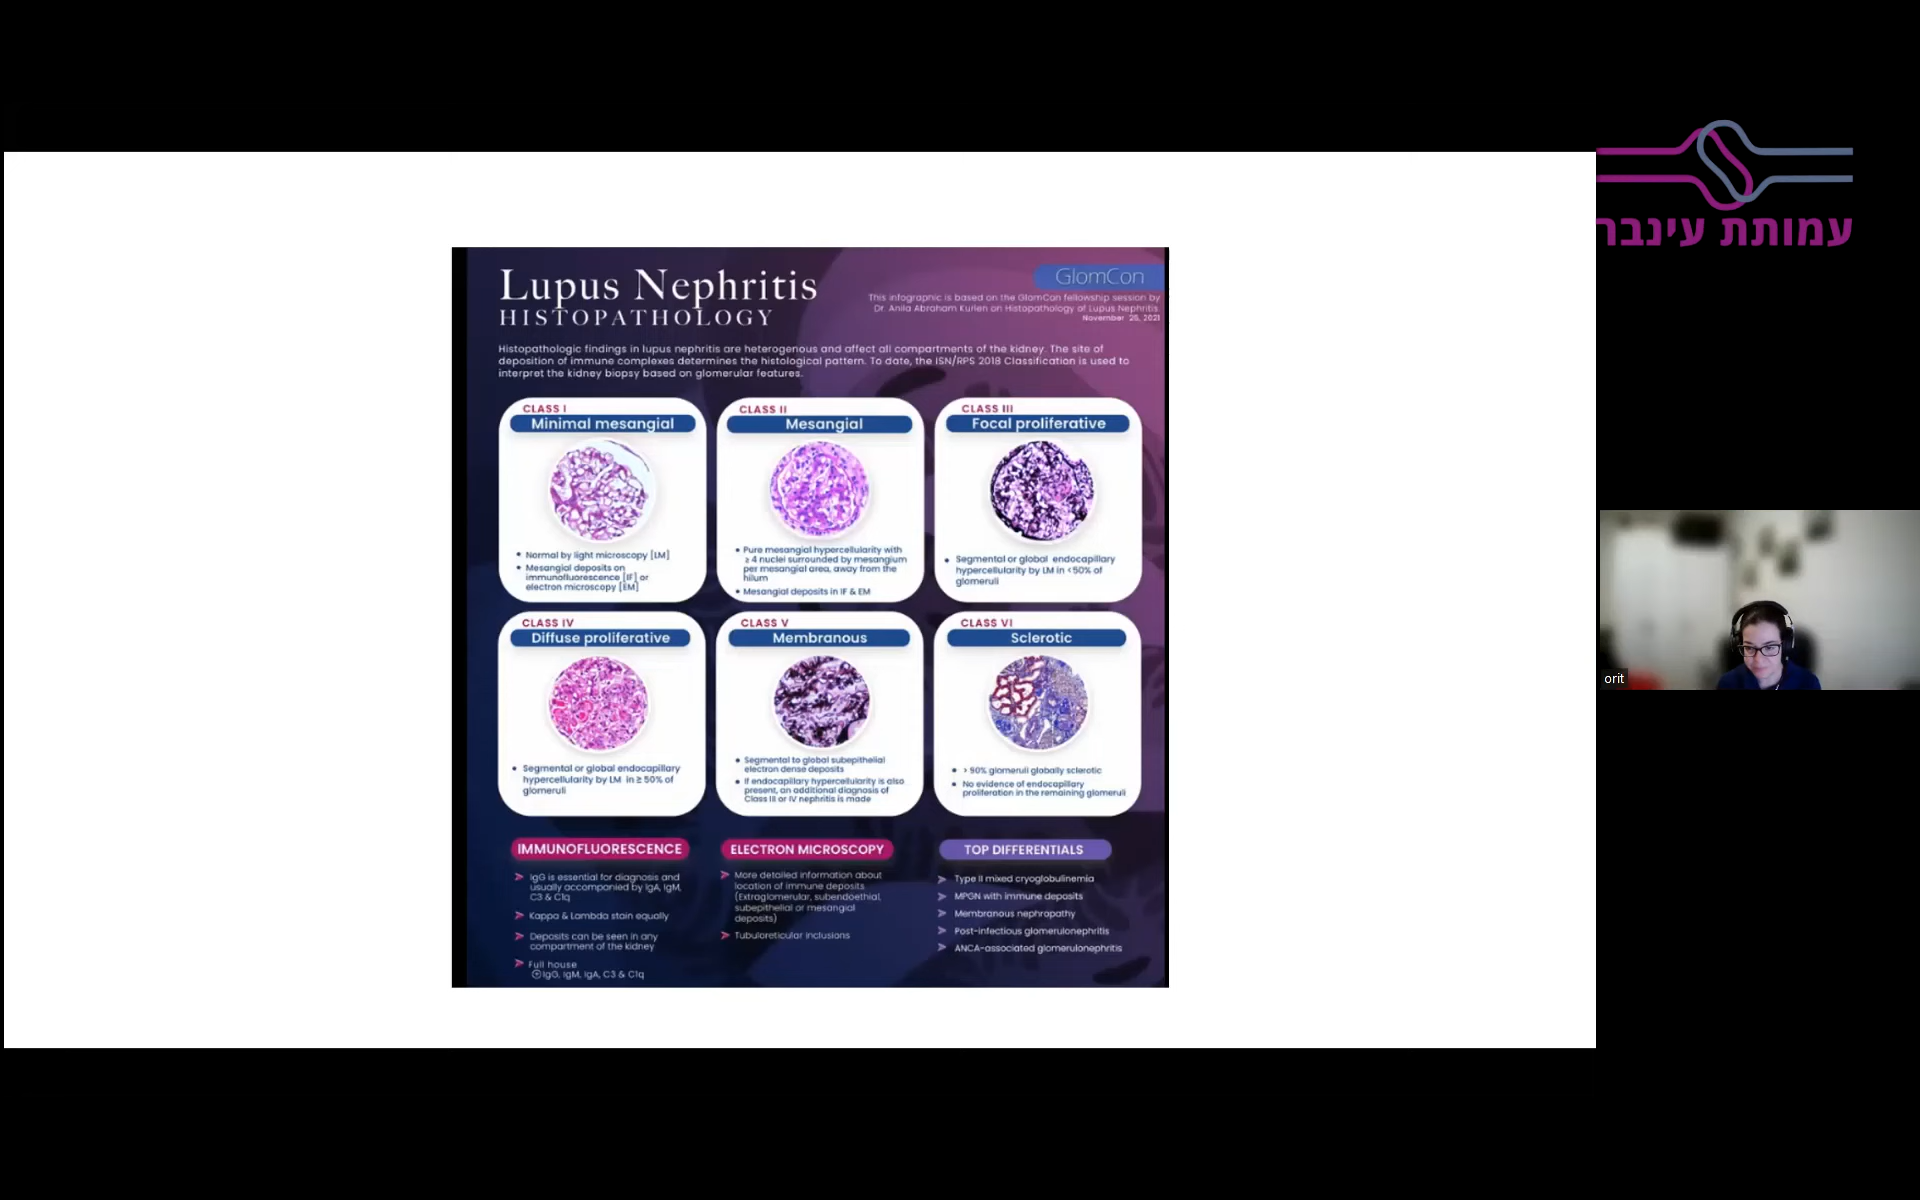 Lupus Nephritis
HISTOPATHOLOGY
GlomCon
This infographic is based on the GlomCon fellowship session by
Dr. Anila Abraham Kurien on Histopathology of Lupus Nephritis.
November 25, 2021
Histopathologic findings in lupus nephritis are heterogenous and affect all compartments of the kidney. The site of
deposition of immune complexes determines the histological pattern. To date, the ISN/RPS 2018 Classification is used to
interpret the kidney biopsy based on glomerular features.
CLASS I
Minimal mesangial
• Normal by light microscopy [LM]
• Mesangial deposits on
immunofluorescence [IF] or
electron microscopy [EM]
CLASS II
Mesangial
• Pure mesangial hypercellularity with
≥ 4 nuclei surrounded by mesangium
per mesangial area, away from the
hilum
• Mesangial deposits in IF & EM
CLASS III
Focal proliferative
• Segmental or global endocapillary
hypercellularity by LM in <50% of
glomeruli
CLASS IV
Diffuse proliferative
• Segmental or global endocapillary
hypercellularity by LM in ≥ 50% of
glomeruli
CLASS V
Membranous
• Segmental to global subepithelial
electron dense deposits
• If endocapillary hypercellularity is also
present, an additional diagnosis of
Class III or IV nephritis is made
CLASS VI
Sclerotic
• > 90% glomeruli globally sclerotic
• No evidence of endocapillary
proliferation in the remaining glomeruli
IMMUNOFLUORESCENCE
➤ IgG is essential for diagnosis and
usually accompanied by IgA, IgM,
C3 & C1q
➤ Kappa & Lambda stain equally
➤ Deposits can be seen in any
compartment of the kidney
➤ Full house
⊕IgG, IgM, IgA, C3 & C1q
ELECTRON MICROSCOPY
➤ More detailed information about
location of immune deposits
(Extraglomerular, subendoethial,
subepithelial or mesangial
deposits)
➤ Tubuloreticular inclusions
TOP DIFFERENTIALS
➤ Type II mixed cryoglobulinemia
➤ MPGN with immune deposits
➤ Membranous nephropathy
➤ Post-infectious glomerulonephritis
➤ ANCA-associated glomerulonephritis
עמותת עינבר
orit